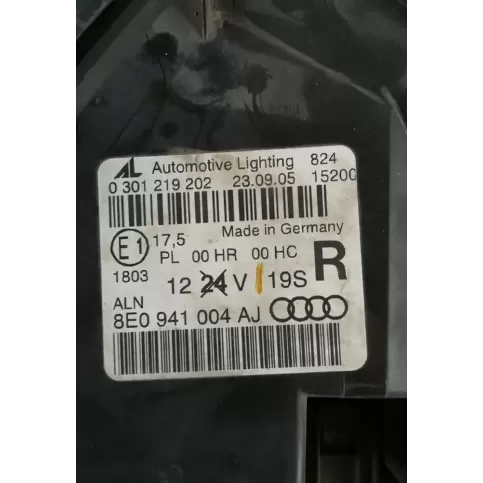 AL Automotive Lighting 824
0 301 219 202 23.09.05 15200
E1 17,5 Made in Germany
PL 00 HR 00 HC R
1803
12 24 V / 19S
ALN
8E0 941 004 AJ